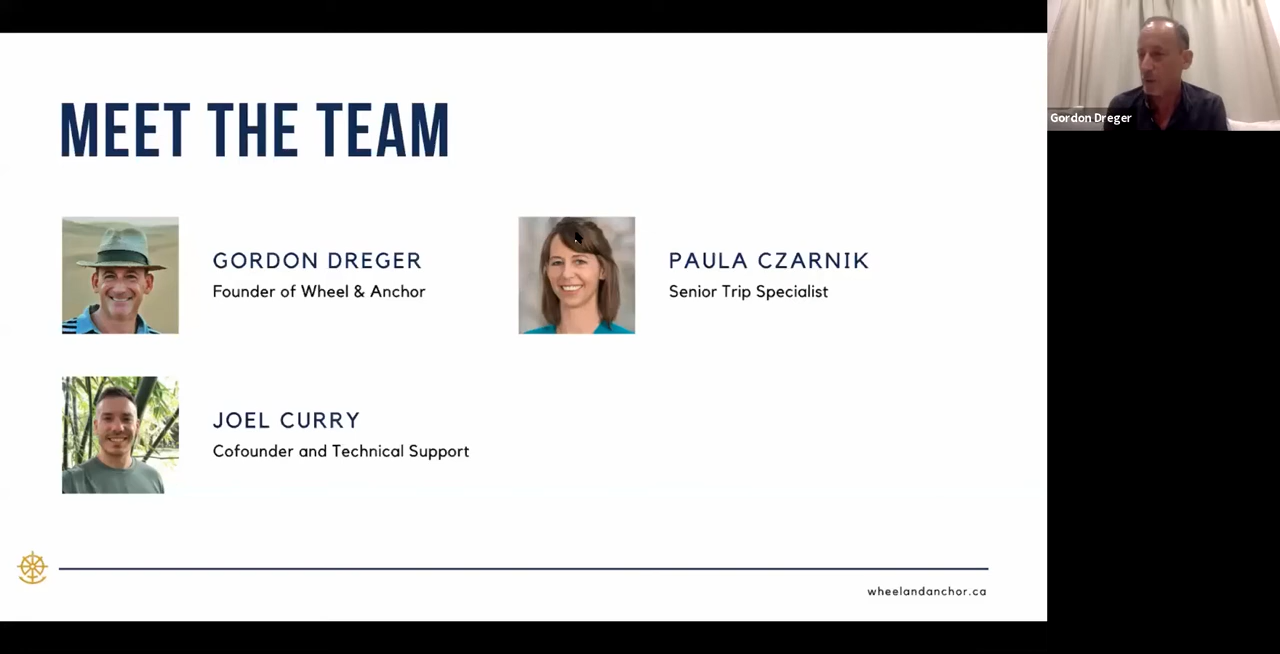 MEET THE TEAM
GORDON DREGER
Founder of Wheel & Anchor
PAULA CZARNIK
Senior Trip Specialist
JOEL CURRY
Cofounder and Technical Support
wheelandanchor.ca
Gordon Dreger